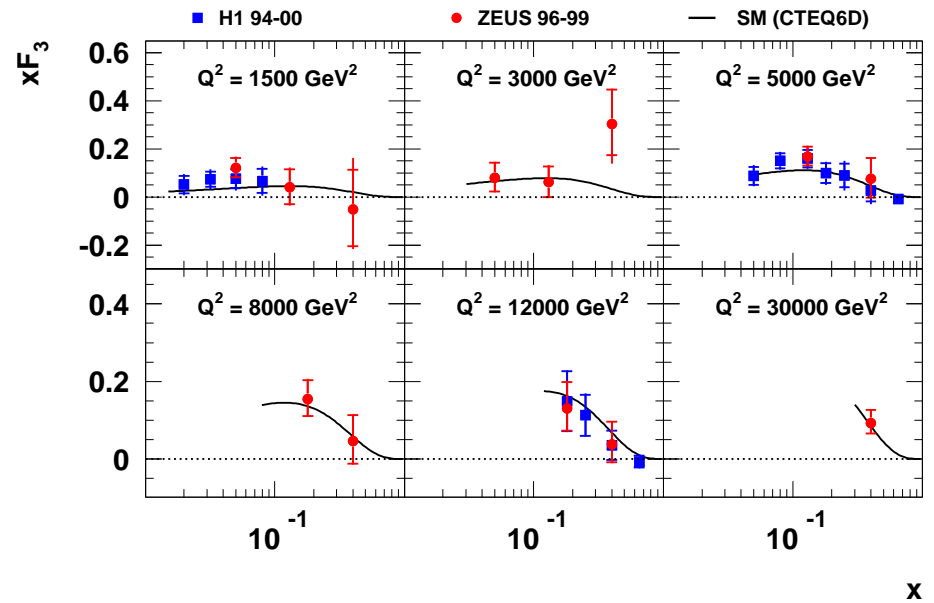 H1 94-00 ZEUS 96-99 SM (CTEQ6D)
xF₃
Q² = 1500 GeV² Q² = 3000 GeV² Q² = 5000 GeV²
0.6
0.4
0.2
0
-0.2
Q² = 8000 GeV² Q² = 12000 GeV² Q² = 30000 GeV²
0.4
0.2
0
10⁻¹ 10⁻¹ 10⁻¹
x